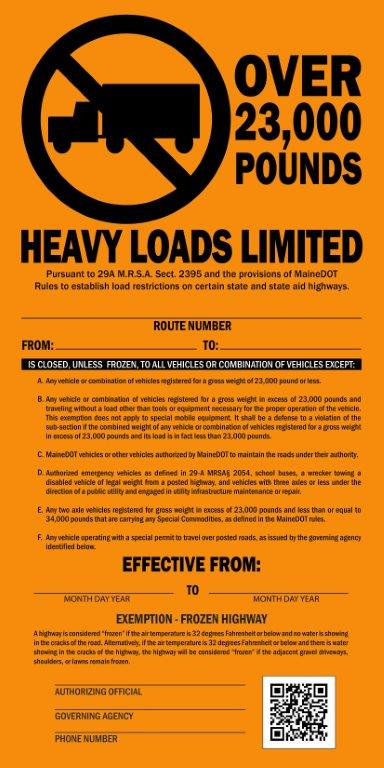 OVER
23,000
POUNDS
HEAVY LOADS LIMITED
Pursuant to 29A M.R.S.A. Sect. 2395 and the provisions of MaineDOT
Rules to establish load restrictions on certain state and state aid highways.
ROUTE NUMBER
FROM: TO:
IS CLOSED, UNLESS FROZEN, TO ALL VEHICLES OR COMBINATION OF VEHICLES EXCEPT:
A. Any vehicle or combination of vehicles registered for a gross weight of 23,000 pound or less.
B. Any vehicle or combination of vehicles registered for a gross weight in excess of 23,000 pounds and
traveling without a load other than tools or equipment necessary for the proper operation of the vehicle.
This exemption does not apply to special mobile equipment. It shall be a defense to a violation of the
sub-section if the combined weight of any vehicle or combination of vehicles registered for a gross weight
in excess of 23,000 pounds and its load is in fact less than 23,000 pounds.
C. MaineDOT vehicles or other vehicles authorized by MaineDOT to maintain the roads under their authority.
D. Authorized emergency vehicles as defined in 29-A MRSA§ 2054, school buses, a wrecker towing a
disabled vehicle of legal weight from a posted highway, and vehicles with three axles or less under the
direction of a public utility and engaged in utility infrastructure maintenance or repair.
E. Any two axle vehicles registered for gross weight in excess of 23,000 pounds and less than or equal to
34,000 pounds that are carrying any Special Commodities, as defined in the MaineDOT rules.
F. Any vehicle operating with a special permit to travel over posted roads, as issued by the governing agency
identified below.
EFFECTIVE FROM:
TO
MONTH DAY YEAR MONTH DAY YEAR
EXEMPTION - FROZEN HIGHWAY
A highway is considered "frozen" if the air temperature is 32 degrees Fahrenheit or below and no water is showing
in the cracks of the road. Alternatively, if the air temperature is 32 degrees Fahrenheit or below and there is water
showing in the cracks of the highway, the highway will be considered "frozen" if the adjacent gravel driveways,
shoulders, or lawns remain frozen.
AUTHORIZING OFFICIAL
GOVERNING AGENCY
PHONE NUMBER